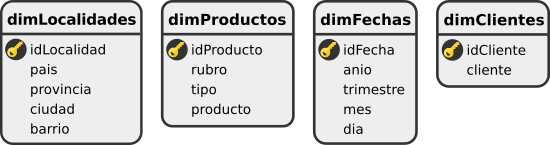 dimLocalidades
idLocalidad
pais
provincia
ciudad
barrio
dimProductos
idProducto
rubro
tipo
producto
dimFechas
idFecha
anio
trimestre
mes
dia
dimClientes
idCliente
cliente